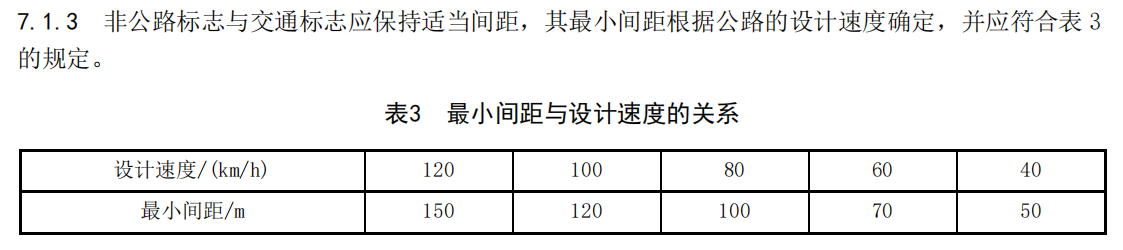 7.1.3 非公路标志与交通标志应保持适当间距，其最小间距根据公路的设计速度确定，并应符合表 3
的规定。
表3 最小间距与设计速度的关系
设计速度/(km/h) 120 100 80 60 40
最小间距/m 150 120 100 70 50